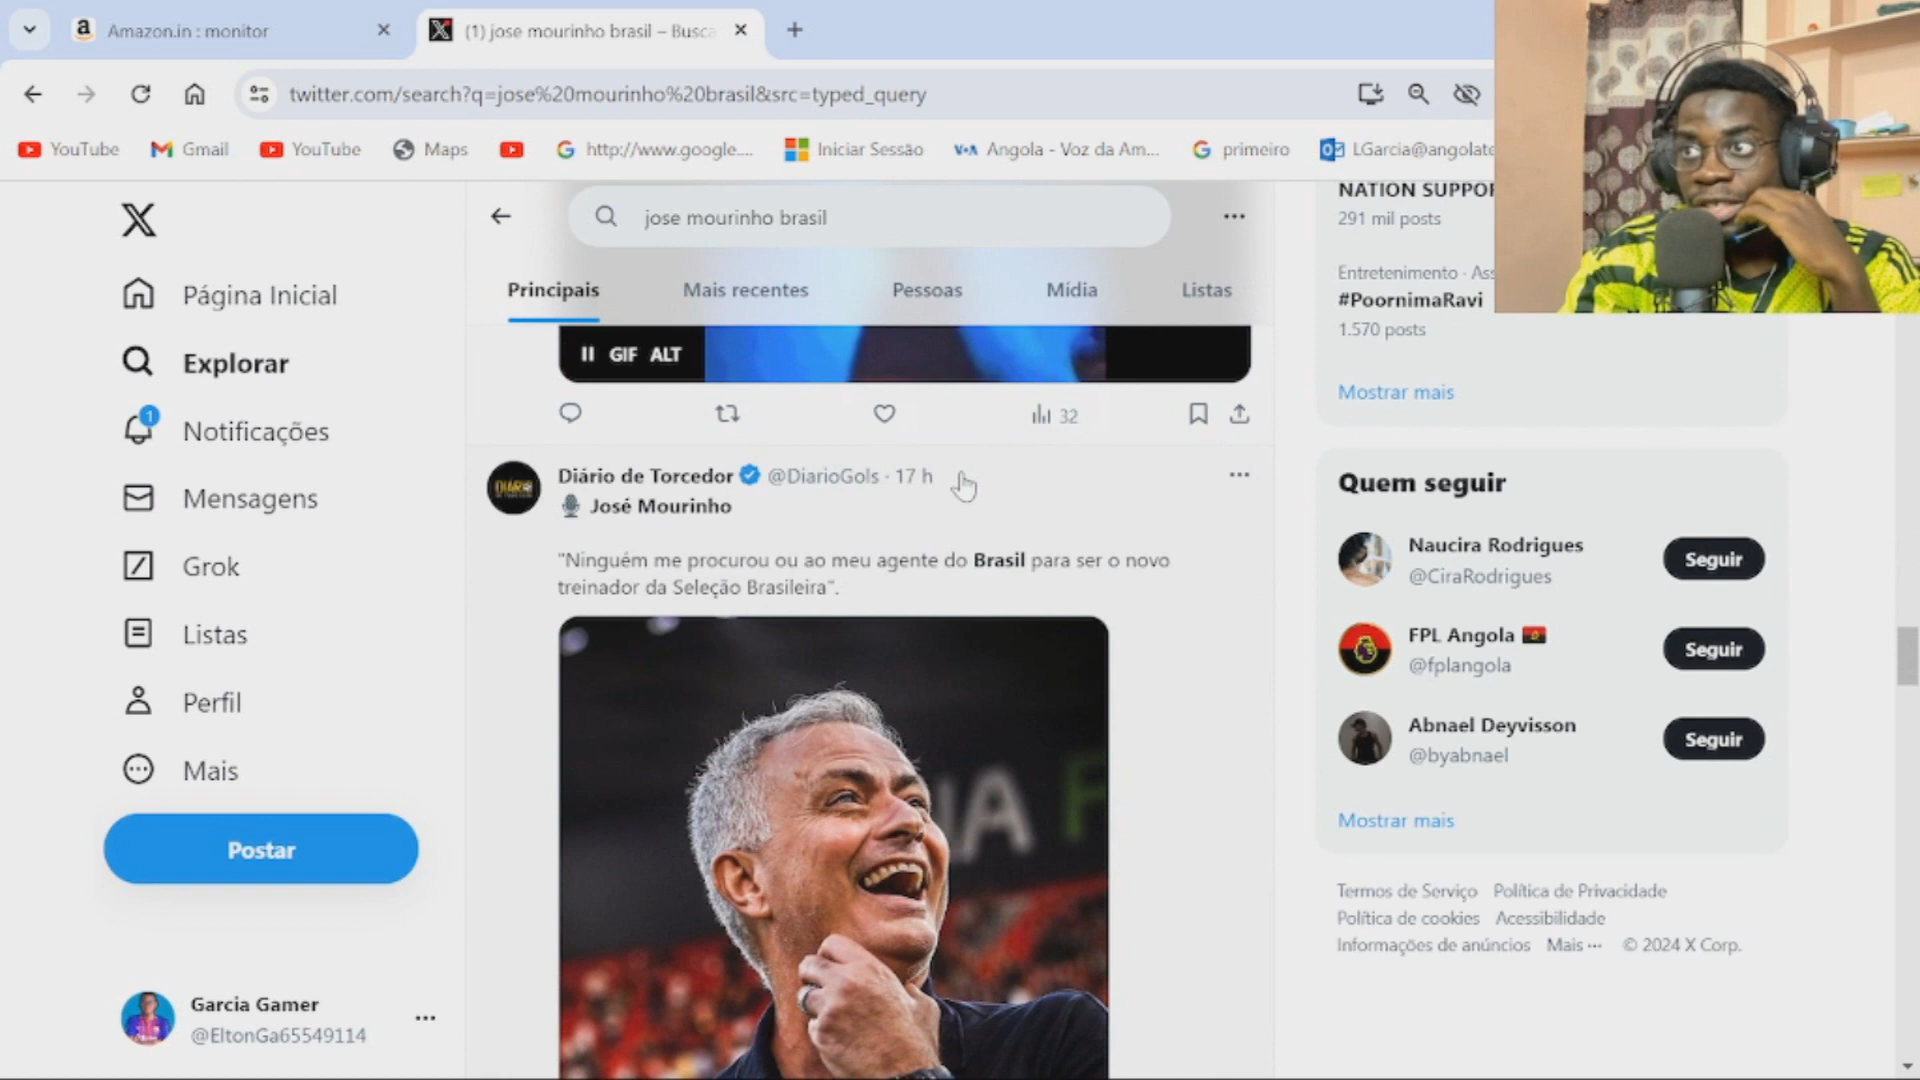 Amazon.in : monitor
(1) jose mourinho brasil – Busca
twitter.com/search?q=jose%20mourinho%20brasil&src=typed_query
YouTube
Gmail
YouTube
Maps
http://www.google....
Iniciar Sessão
Angola - Voz da Am...
primeiro
LGarcia@angolate
Página Inicial
Explorar
1
Notificações
Mensagens
Grok
Listas
Perfil
Mais
Postar
Garcia Gamer
@EltonGa65549114
jose mourinho brasil
Principais
Mais recentes
Pessoas
Mídia
Listas
GIF ALT
32
Diário de Torcedor @DiarioGols · 17 h
José Mourinho
"Ninguém me procurou ou ao meu agente do Brasil para ser o novo
treinador da Seleção Brasileira".
NATION SUPPOR
291 mil posts
Entretenimento · Ass
#PoornimaRavi
1.570 posts
Mostrar mais
Quem seguir
Naucira Rodrigues
@CiraRodrigues
Seguir
FPL Angola
@fplangola
Seguir
Abnael Deyvisson
@byabnael
Seguir
Mostrar mais
Termos de Serviço Política de Privacidade
Política de cookies Acessibilidade
Informações de anúncios Mais ··· © 2024 X Corp.